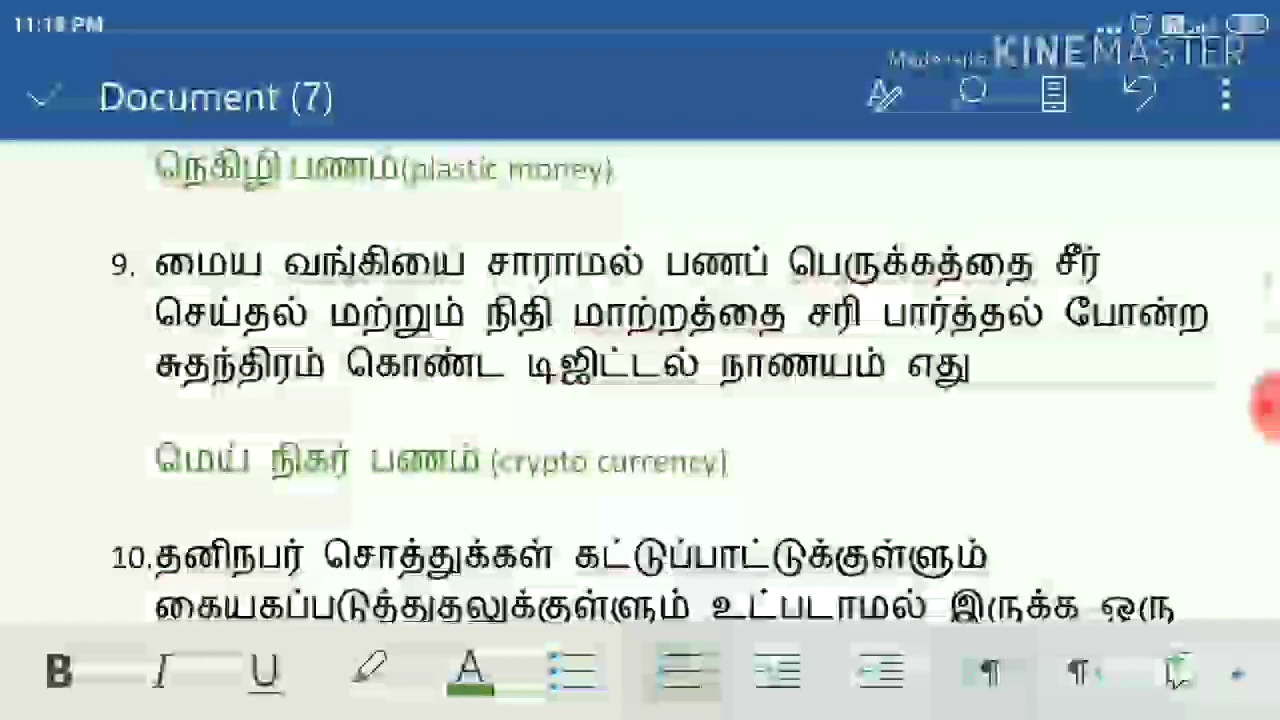 11:18 PM
Made with KINEMASTER
Document (7)
நெகிழி பணம்(plastic money)
9. மைய வங்கியை சாராமல் பணப் பெருக்கத்தை சீர்
செய்தல் மற்றும் நிதி மாற்றத்தை சரி பார்த்தல் போன்ற
சுதந்திரம் கொண்ட டிஜிட்டல் நாணயம் எது
மெய் நிகர் பணம் (crypto currency)
10.தனிநபர் சொத்துக்கள் கட்டுப்பாட்டுக்குள்ளும்
கையகப்படுத்துதலுக்குள்ளும் உட்படாமல் இருக்க ஒரு
B I U A